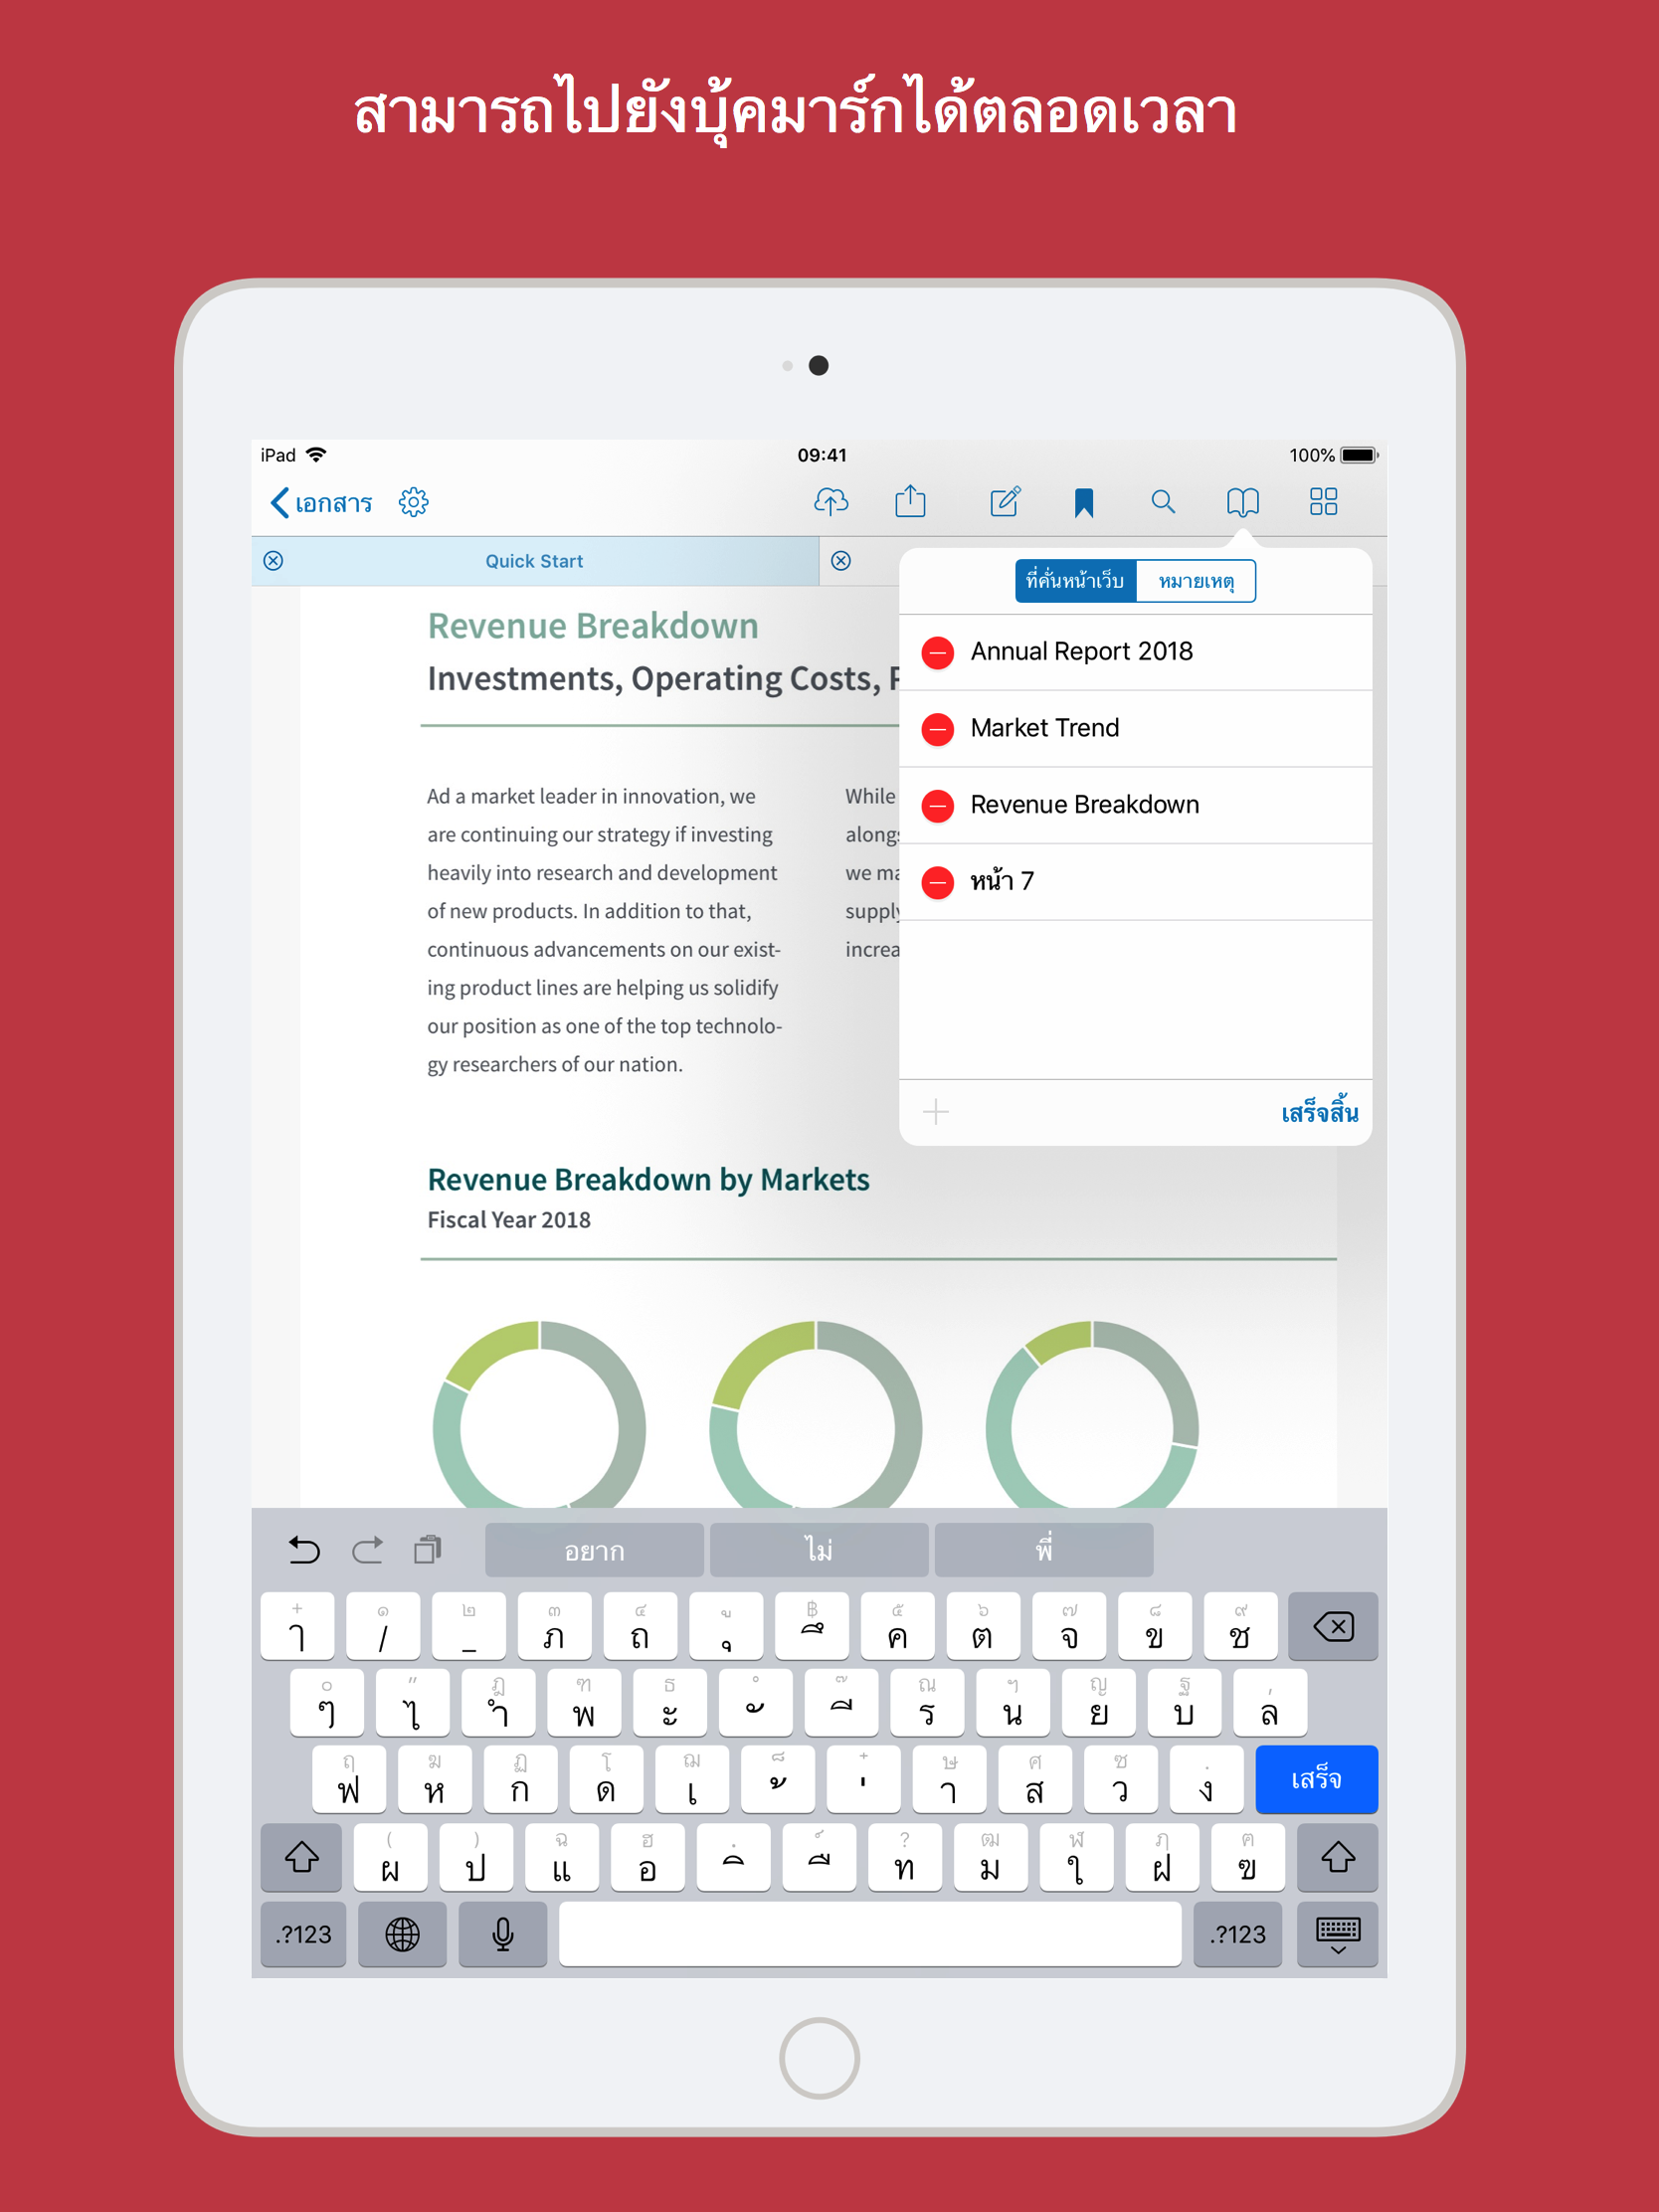 สามารถไปยังบุ้คมาร์กได้ตลอดเวลา
iPad 09:41 100%
เอกสาร
Quick Start
ที่คั่นหน้าเว็บ หมายเหตุ
Annual Report 2018
Market Trend
Revenue Breakdown
หน้า 7
เสร็จสิ้น
Revenue Breakdown
Investments, Operating Costs,
Ad a market leader in innovation, we
are continuing our strategy if investing
heavily into research and development
of new products. In addition to that,
continuous advancements on our exist-
ing product lines are helping us solidify
our position as one of the top technolo-
gy researchers of our nation.
While
along
we ma
supply
increa
Revenue Breakdown by Markets
Fiscal Year 2018
อยาก ไม่ พี่
+ ๑ ๒ ๓ ๔ ู ฿ ๕ ๖ ๗ ๘ ๙
ๅ / _ ภ ถ ุ ึ ค ต จ ข ช
๐ " ฎ ฑ ธ ํ ๊ ณ ฯ ญ ฐ ,
ๆ ไ ำ พ ะ ั ี ร น ย บ ล
ฤ ฆ ฏ โ ฌ ็ ๋ ษ ศ ซ .
ฟ ห ก ด เ ้ ่ า ส ว ง เสร็จ
( ) ฉ ฮ ฺ ์ ? ฒ ฬ ฦ ฅ
ผ ป แ อ ิ ื ท ม ใ ฝ ฃ
.?123 .?123